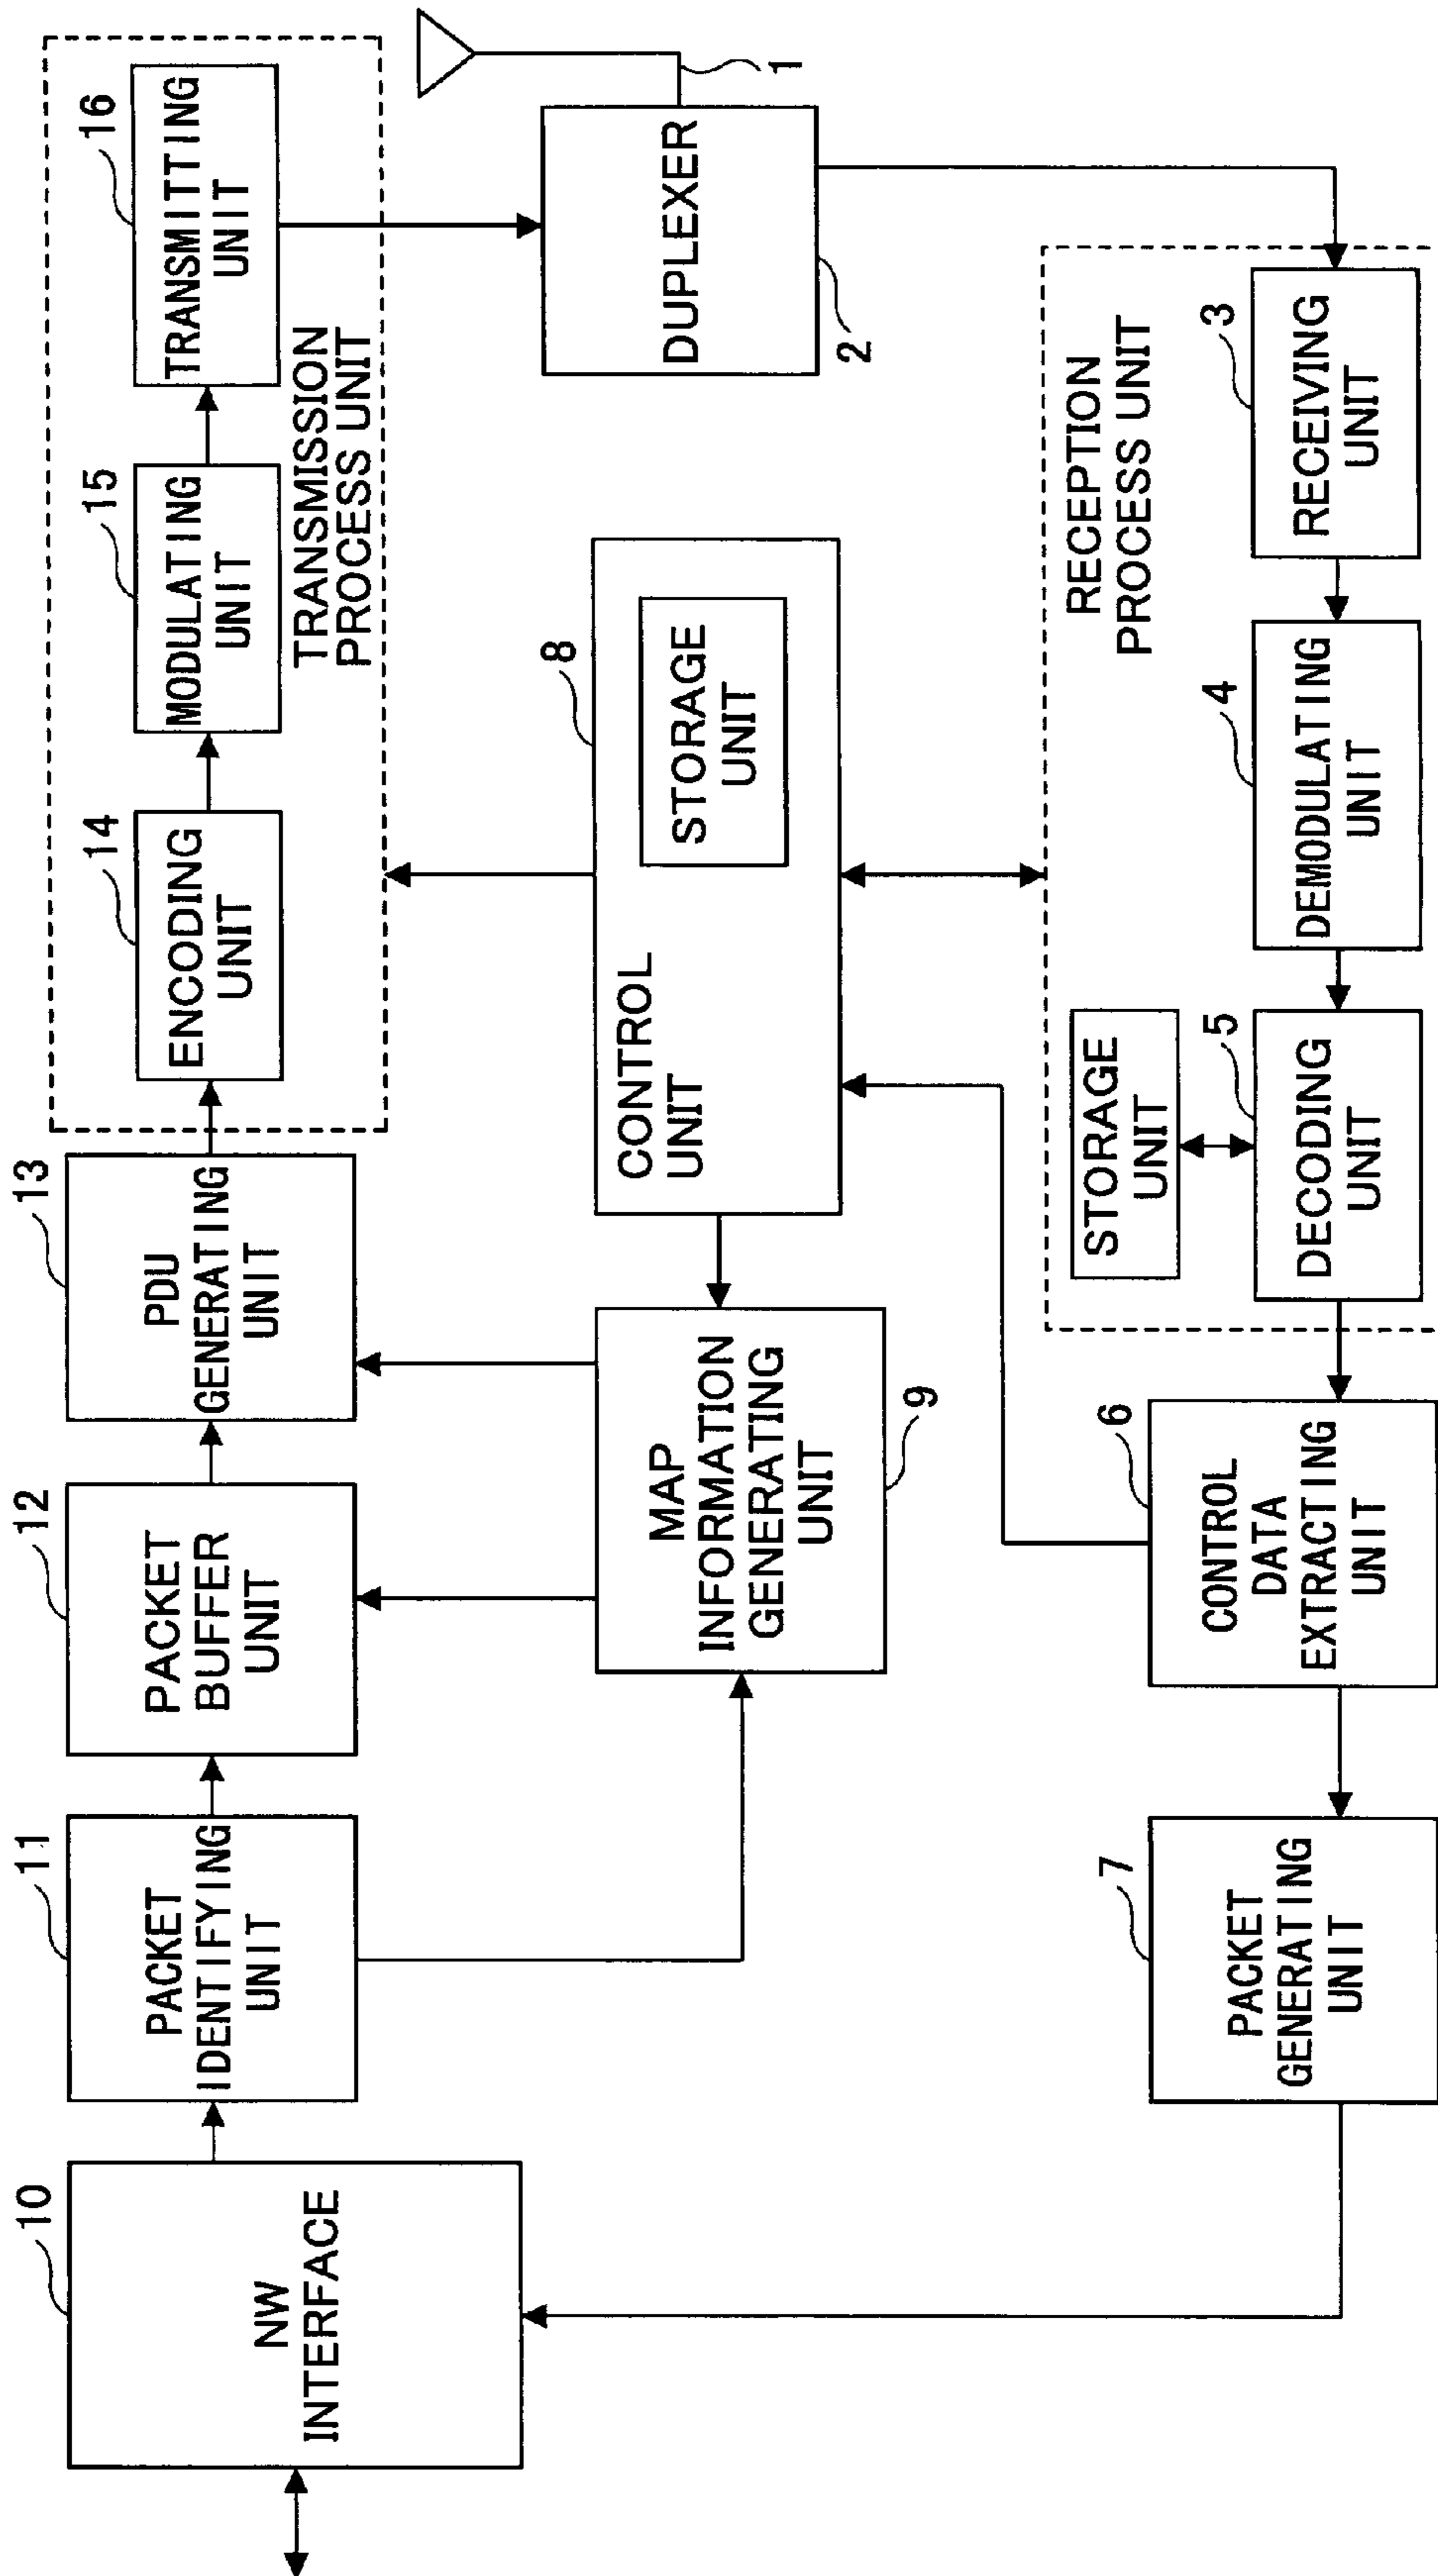 10
NW
INTERFACE
11
PACKET
IDENTIFYING
UNIT
12
PACKET
BUFFER
UNIT
13
PDU
GENERATING
UNIT
14
ENCODING
UNIT
15
MODULATING
UNIT
16
TRANSMITTING
UNIT
TRANSMISSION
PROCESS UNIT
1
DUPLEXER
2
8
CONTROL
UNIT
STORAGE
UNIT
MAP
INFORMATION
GENERATING
UNIT
9
RECEPTION
PROCESS UNIT
3
RECEIVING
UNIT
4
DEMODULATING
UNIT
STORAGE
UNIT
5
DECODING
UNIT
6
CONTROL
DATA
EXTRACTING
UNIT
7
PACKET
GENERATING
UNIT